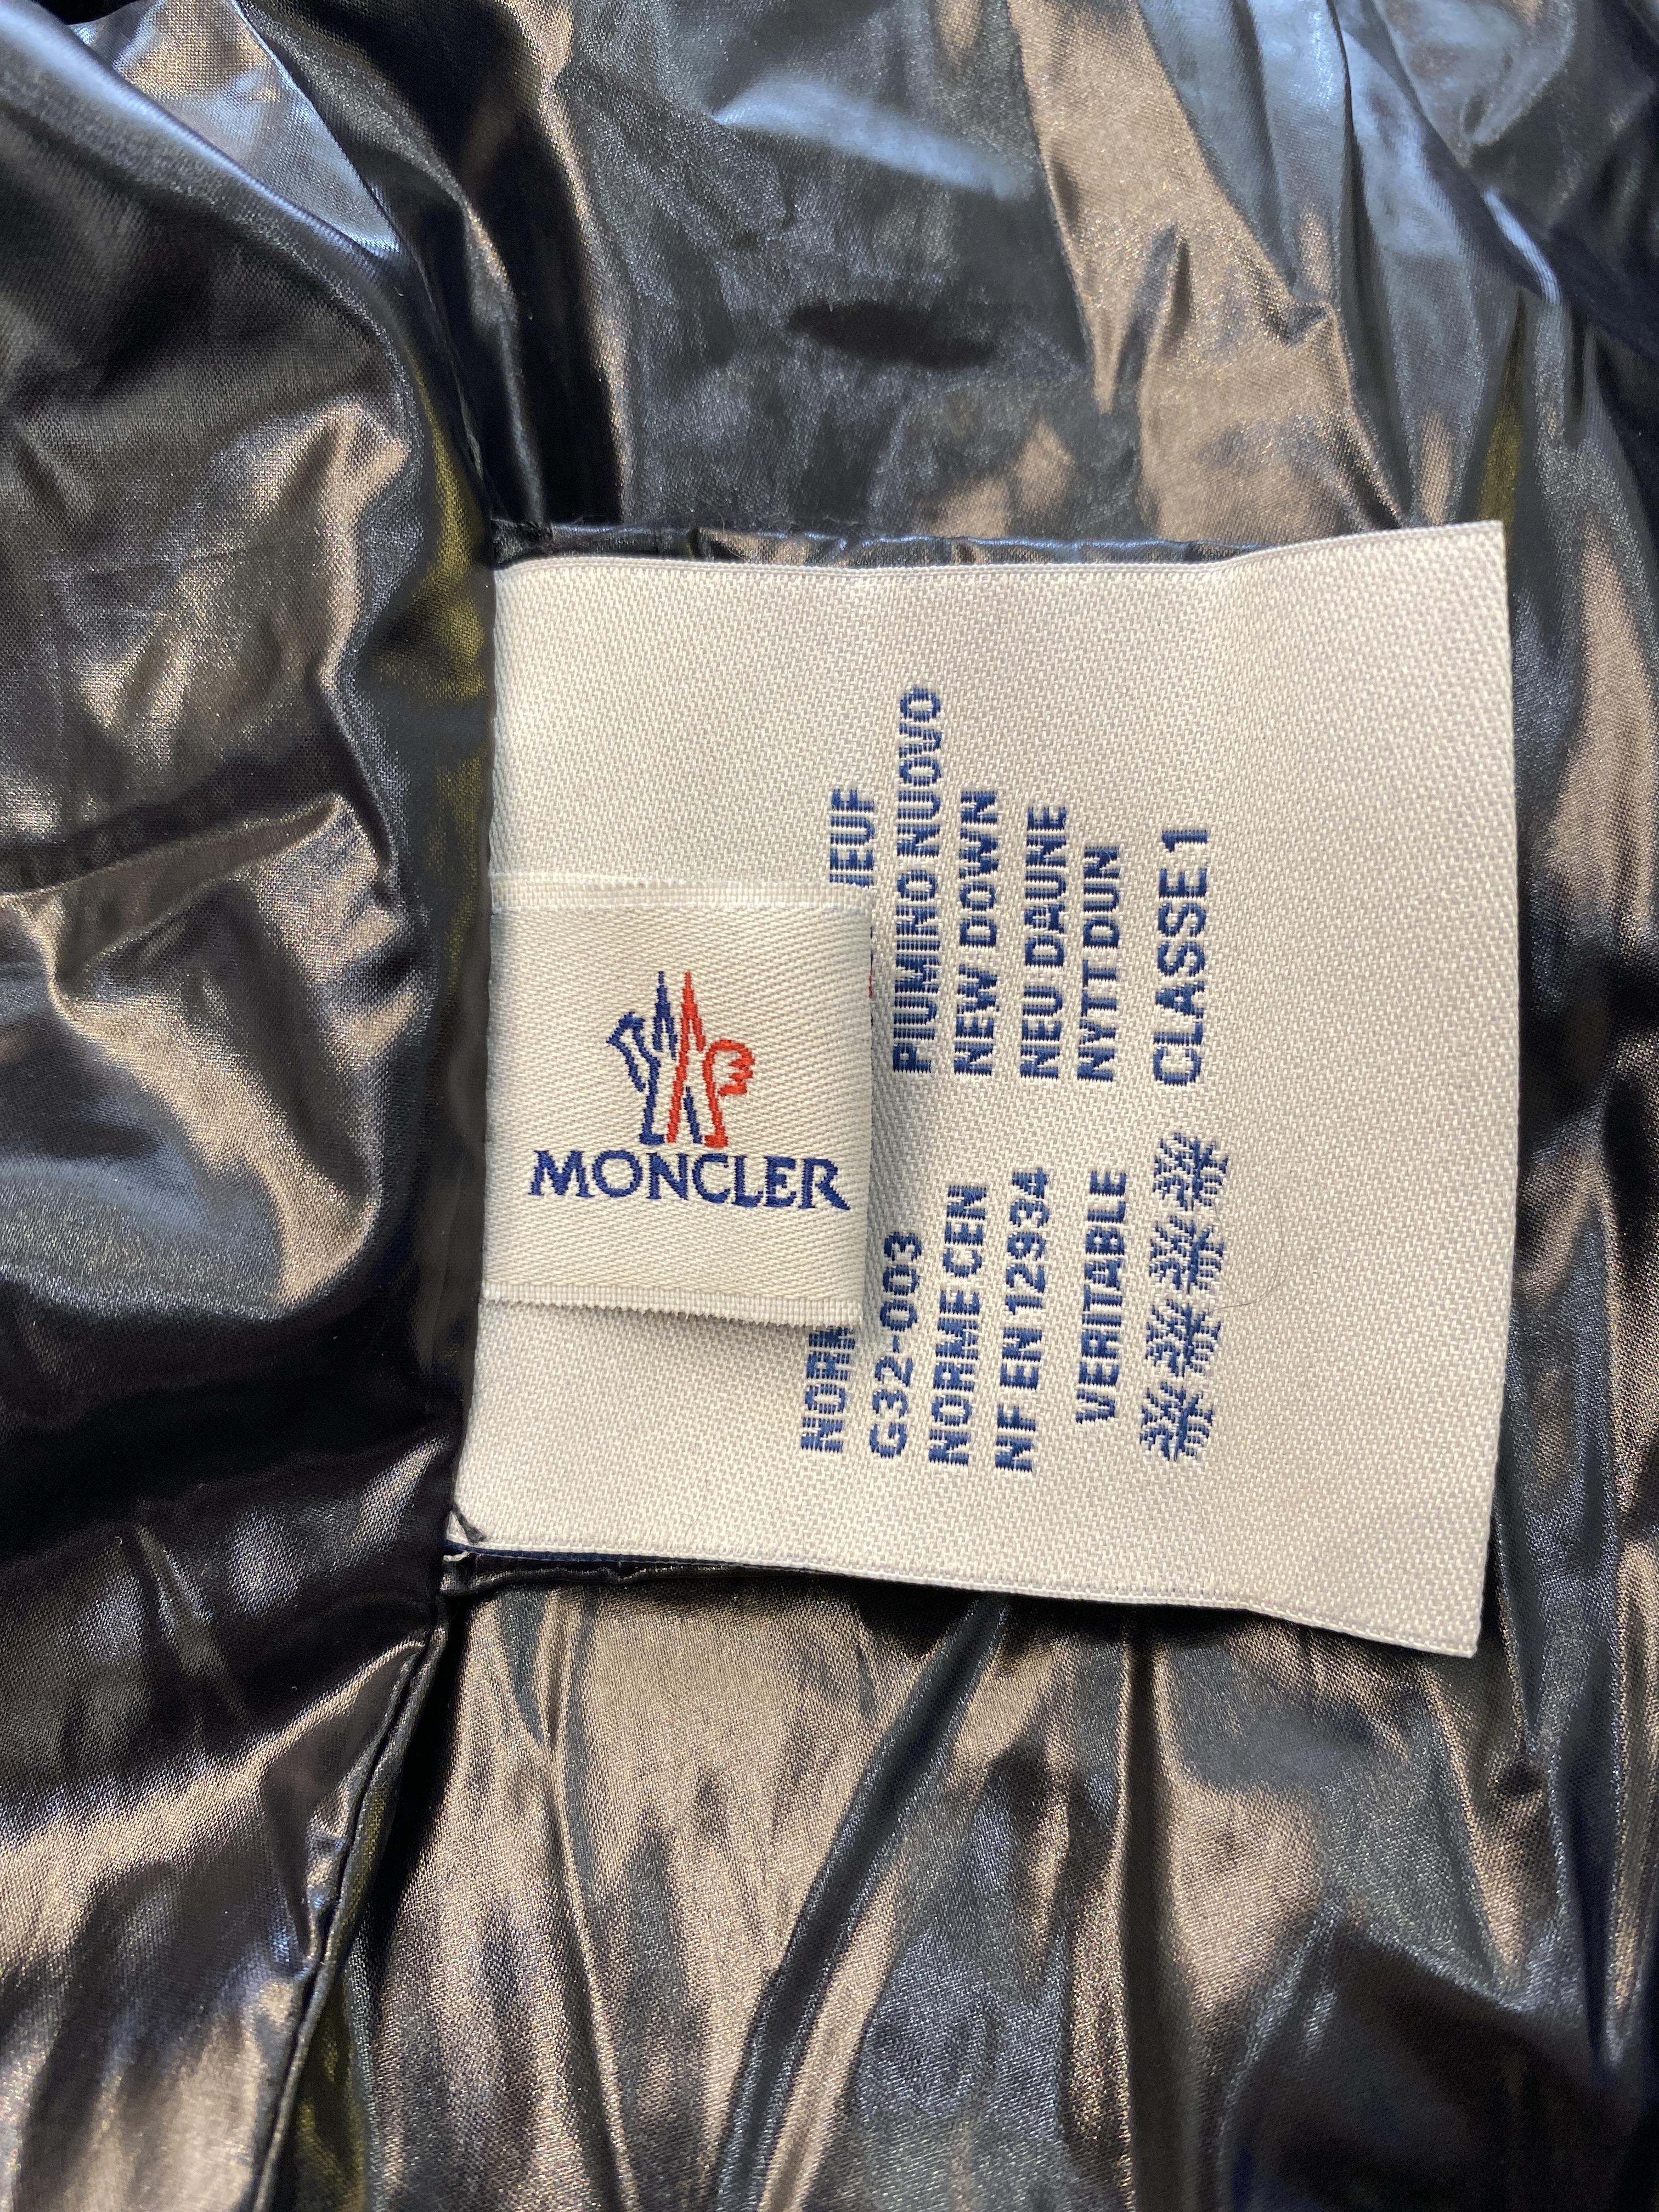 MONCLER
EUF
PIUMINO NUOVO
NEW DOWN
NEU DAUNE
NYTT DUN
CLASSE 1
G32-003
NORME CEN
NF EN 12934
VERITABLE